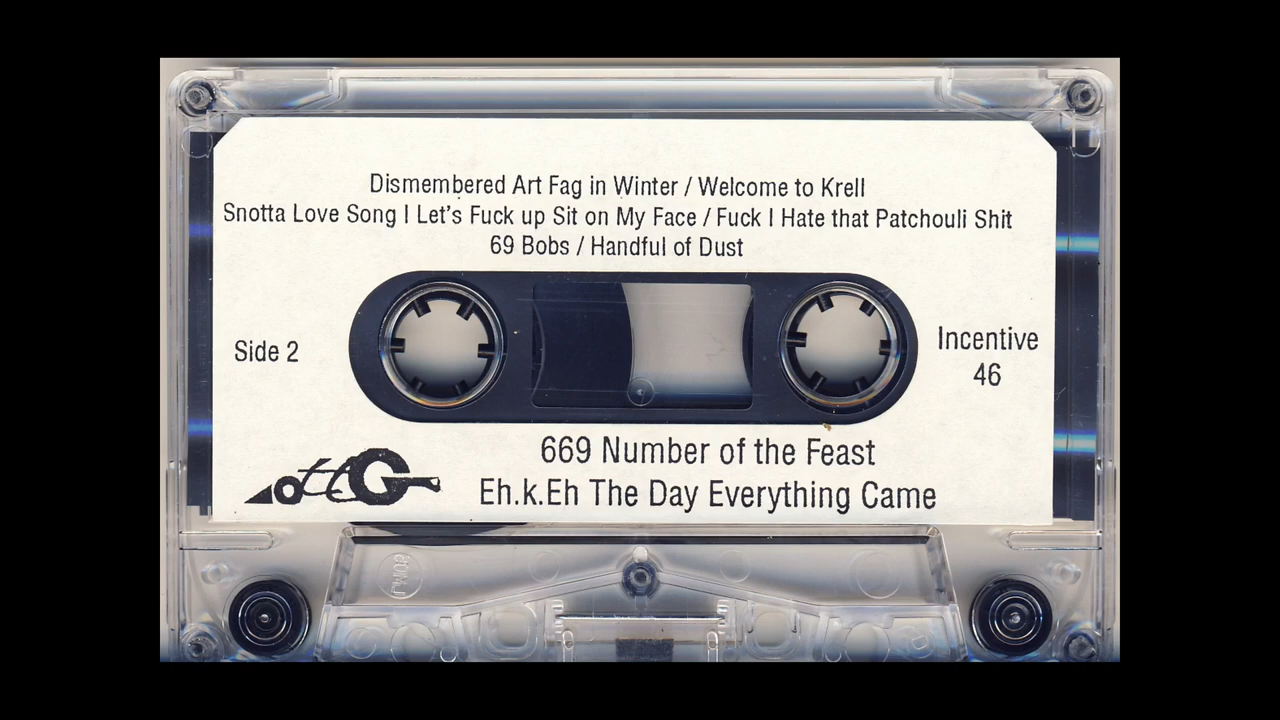 Dismembered Art Fag in Winter / Welcome to Krell
Snotta Love Song I Let's Fuck up Sit on My Face / Fuck I Hate that Patchouli Shit
69 Bobs / Handful of Dust
Side 2
Incentive
46
669 Number of the Feast
Eh.k.Eh The Day Everything Came